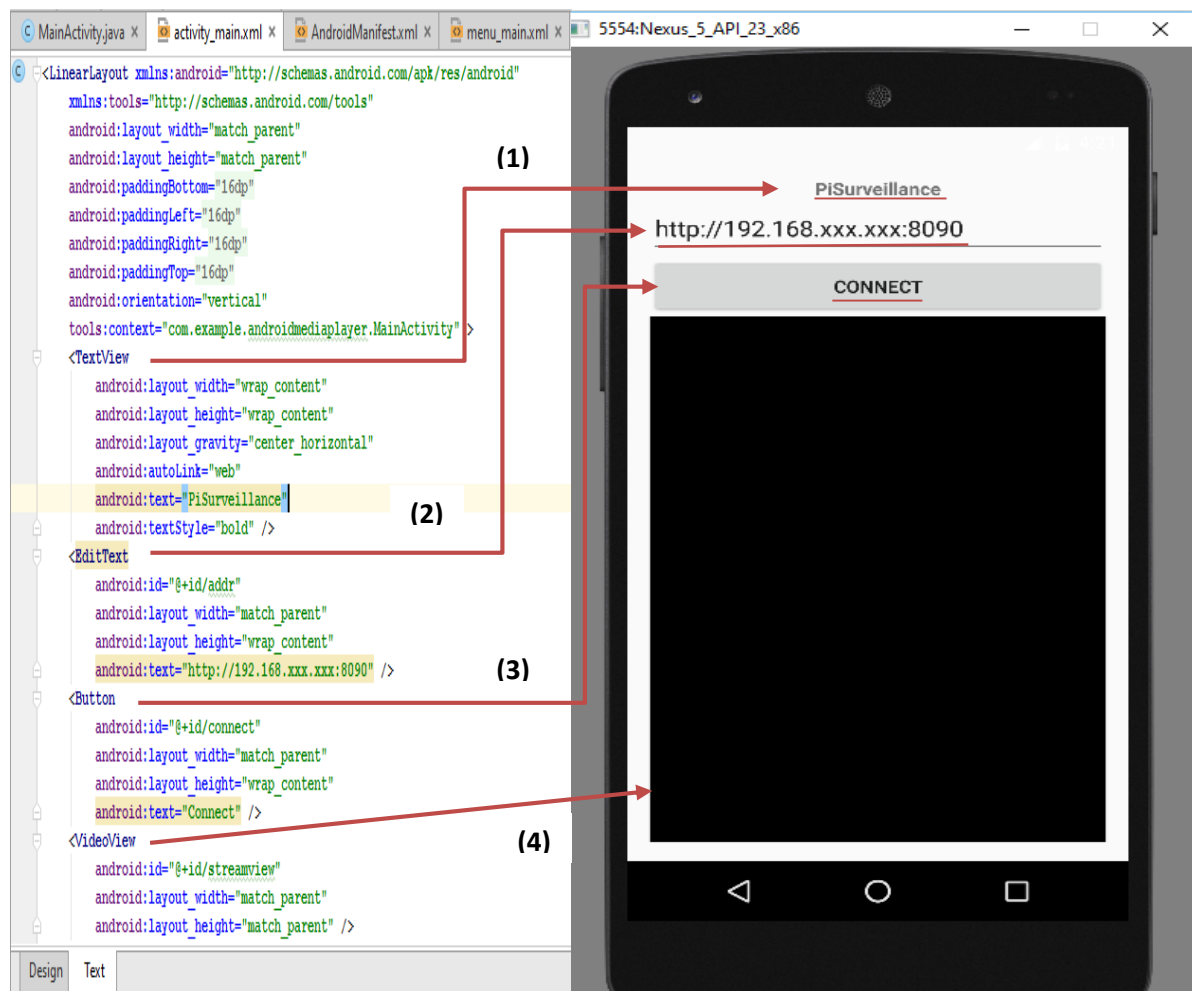 MainActivity.java ×
activity_main.xml ×
AndroidManifest.xml ×
menu_main.xml ×
<LinearLayout xmlns:android="http://schemas.android.com/apk/res/android"
xmlns:tools="http://schemas.android.com/tools"
android:layout_width="match_parent"
android:layout_height="match_parent"
android:paddingBottom="16dp"
android:paddingLeft="16dp"
android:paddingRight="16dp"
android:paddingTop="16dp"
android:orientation="vertical"
tools:context="com.example.androidmediaplayer.MainActivity" >
<TextView
android:layout_width="wrap_content"
android:layout_height="wrap_content"
android:layout_gravity="center_horizontal"
android:autoLink="web"
android:text="PiSurveillance"
android:textStyle="bold" />
<EditText
android:id="@+id/addr"
android:layout_width="match_parent"
android:layout_height="wrap_content"
android:text="http://192.168.xxx.xxx:8090" />
<Button
android:id="@+id/connect"
android:layout_width="match_parent"
android:layout_height="wrap_content"
android:text="Connect" />
<VideoView
android:id="@+id/streamview"
android:layout_width="match_parent"
android:layout_height="match_parent" />
Design
Text
(1)
(2)
(3)
(4)
5554:Nexus_5_API_23_x86
PiSurveillance
http://192.168.xxx.xxx:8090
CONNECT